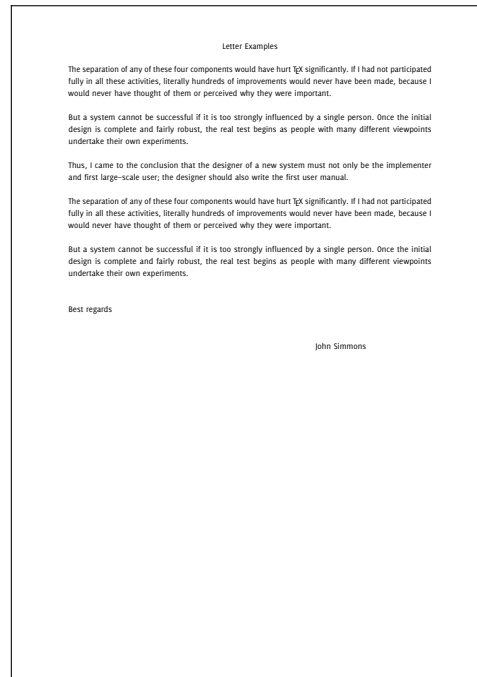 Letter Examples
The separation of any of these four components would have hurt TEX significantly. If I had not participated
fully in all these activities, literally hundreds of improvements would never have been made, because I
would never have thought of them or perceived why they were important.
But a system cannot be successful if it is too strongly influenced by a single person. Once the initial
design is complete and fairly robust, the real test begins as people with many different viewpoints
undertake their own experiments.
Thus, I came to the conclusion that the designer of a new system must not only be the implementer
and first large-scale user; the designer should also write the first user manual.
The separation of any of these four components would have hurt TEX significantly. If I had not participated
fully in all these activities, literally hundreds of improvements would never have been made, because I
would never have thought of them or perceived why they were important.
But a system cannot be successful if it is too strongly influenced by a single person. Once the initial
design is complete and fairly robust, the real test begins as people with many different viewpoints
undertake their own experiments.
Best regards
John Simmons